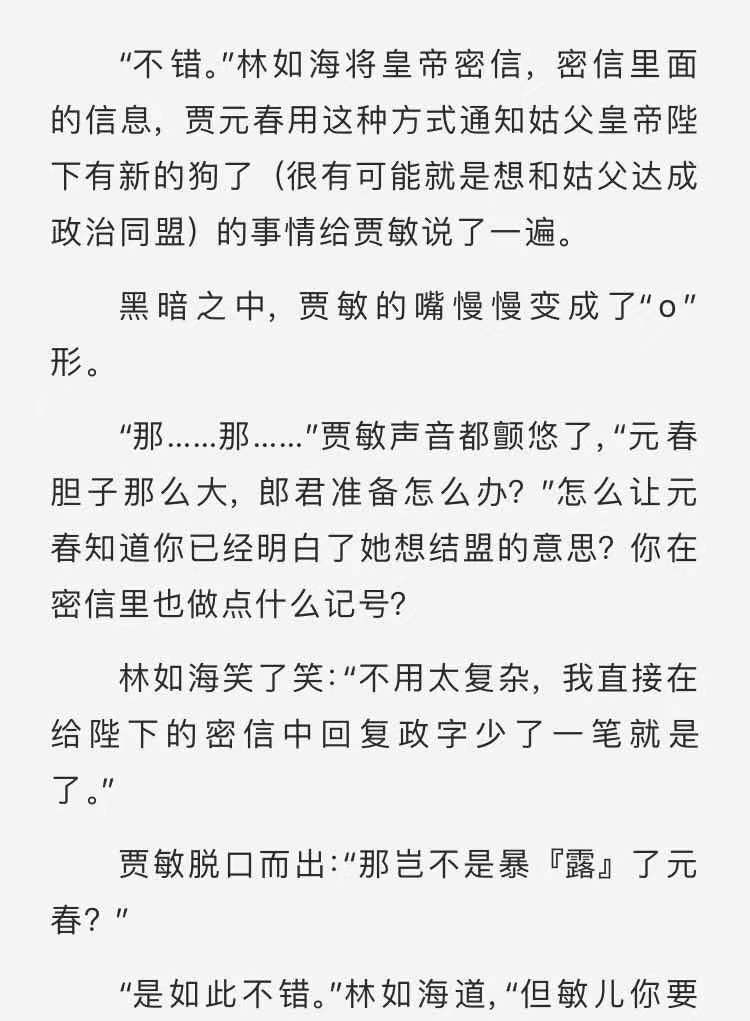 “不错。”林如海将皇帝密信，密信里面
的信息，贾元春用这种方式通知姑父皇帝陛
下有新的狗了（很有可能就是想和姑父达成
政治同盟）的事情给贾敏说了一遍。
黑暗之中，贾敏的嘴慢慢变成了“o”
形。
“那……那……”贾敏声音都颤悠了，“元春
胆子那么大，郎君准备怎么办？”怎么让元
春知道你已经明白了她想结盟的意思？你在
密信里也做点什么记号？
林如海笑了笑：“不用太复杂，我直接在
给陛下的密信中回复政字少了一笔就是
了。”
贾敏脱口而出：“那岂不是暴『露』了元
春？”
“是如此不错。”林如海道，“但敏儿你要